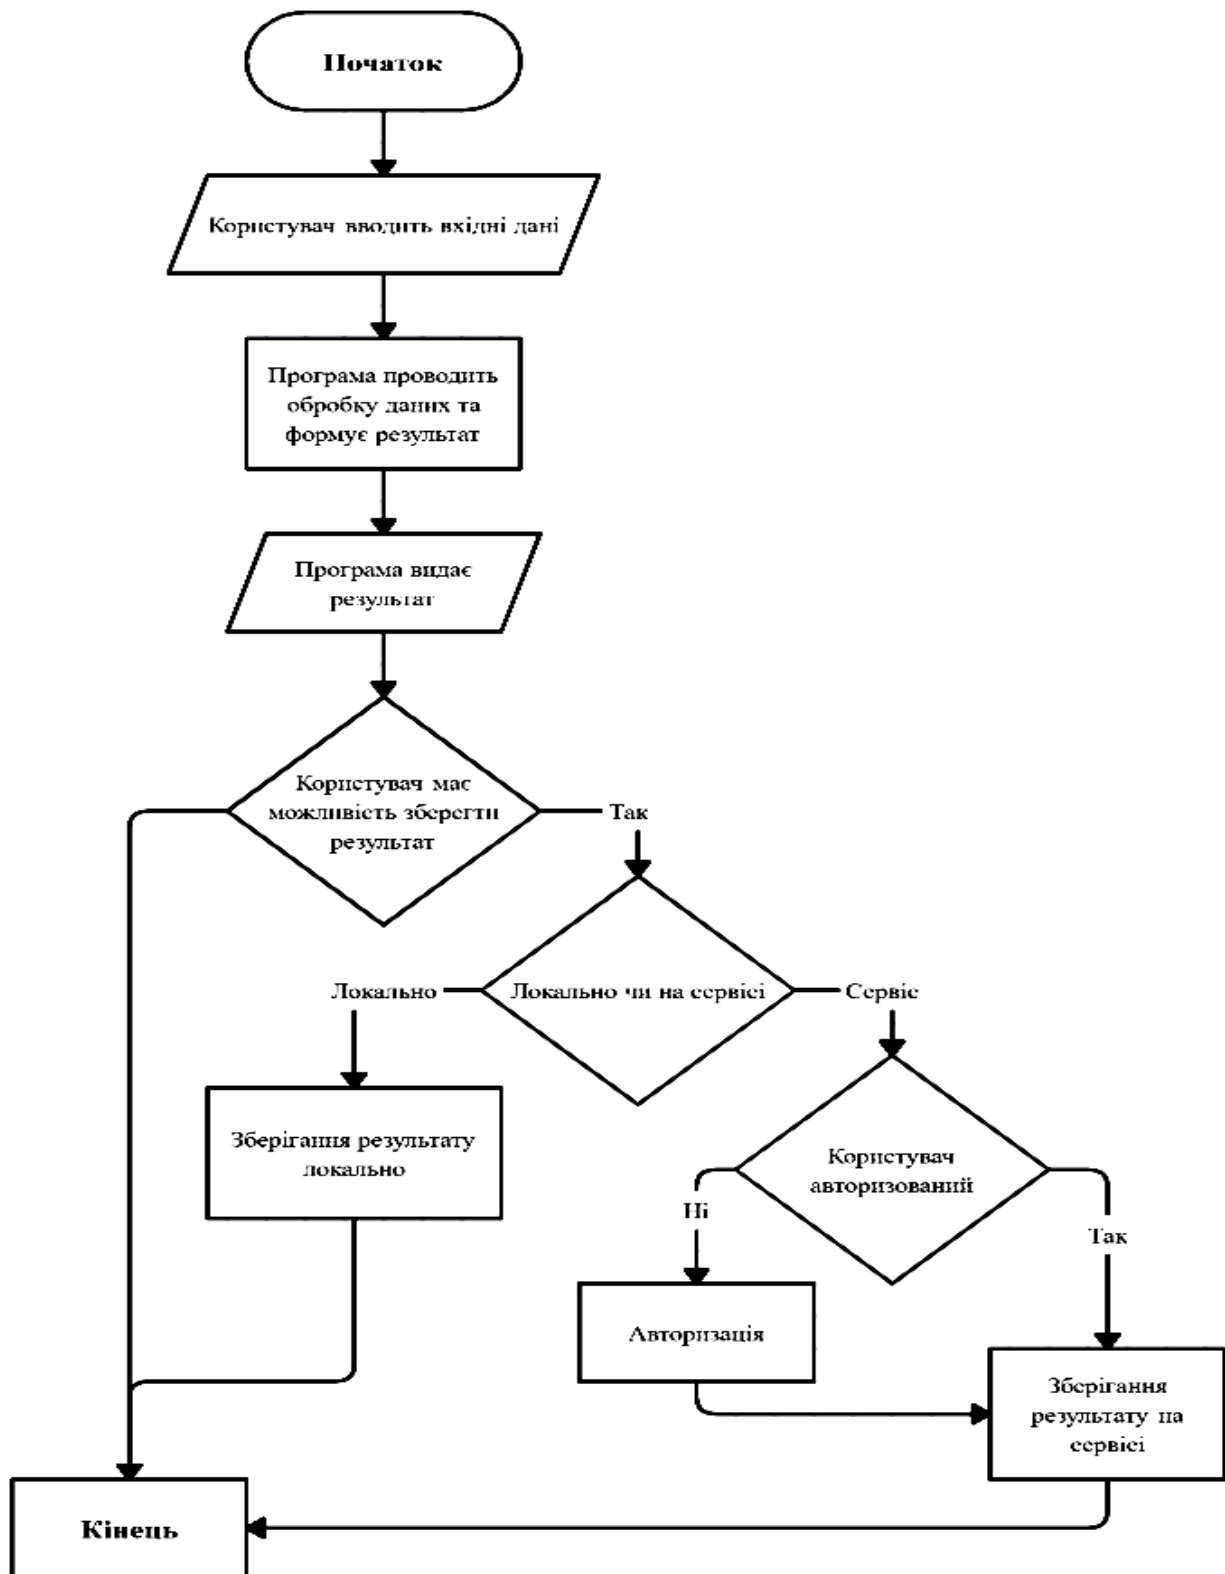 Початок
Користувач вводить вхідні дані
Програма проводить
обробку даних та
формує результат
Програма видає
результат
Користувач має
можливість зберегти
результат
Так
Локально
Локально чи на сервісі
Сервіс
Зберігання результату
локально
Користувач
авторизований
Ні
Так
Авторизація
Зберігання
результату на
сервісі
Кінець